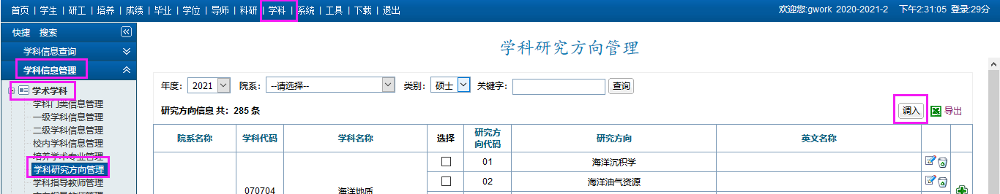 首页 | 学生 | 研工 | 培养 | 成绩 | 毕业 | 学位 | 导师 | 科研 | 学科 | 系统 | 工具 | 下载 | 退出
欢迎您:gwork 2020-2021-2 下午2:31:05 登录:29分
快捷 搜索
学科信息查询
学科信息管理
学术学科
学科门类信息管理
一级学科信息管理
二级学科信息管理
校内学科信息管理
培养学术专业管理
学科研究方向管理
学科指导教师管理
学科研究方向管理
年度: 2021 院系: --请选择-- 类别: 硕士 关键字: 查询
研究方向信息 共: 285 条 调入 导出
院系名称 学科代码 学科名称 选择 研究方向代码 研究方向 英文名称
01 海洋沉积学
02 海洋油气资源
070704 海洋地质